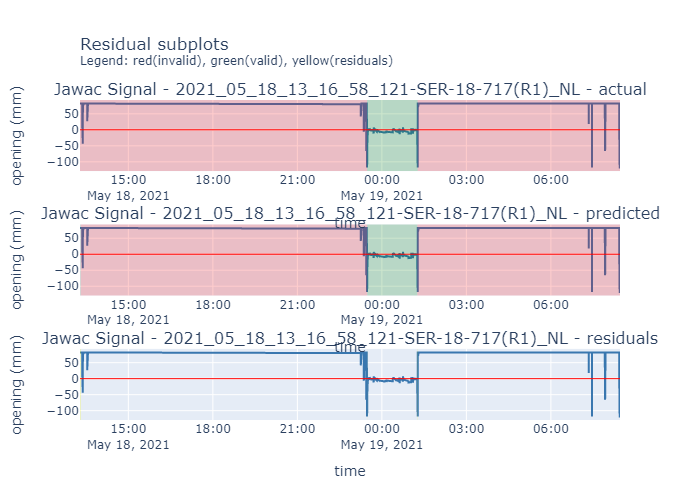 Residual subplots
Legend: red(invalid), green(valid), yellow(residuals)
Jawac Signal - 2021_05_18_13_16_58_121-SER-18-717(R1)_NL - actual
opening (mm)
50
0
−50
−100
15:00
May 18, 2021
18:00
21:00
00:00
May 19, 2021
03:00
06:00
time
Jawac Signal - 2021_05_18_13_16_58_121-SER-18-717(R1)_NL - predicted
opening (mm)
50
0
−50
−100
15:00
May 18, 2021
18:00
21:00
00:00
May 19, 2021
03:00
06:00
time
Jawac Signal - 2021_05_18_13_16_58_121-SER-18-717(R1)_NL - residuals
opening (mm)
50
0
−50
−100
15:00
May 18, 2021
18:00
21:00
00:00
May 19, 2021
03:00
06:00
time